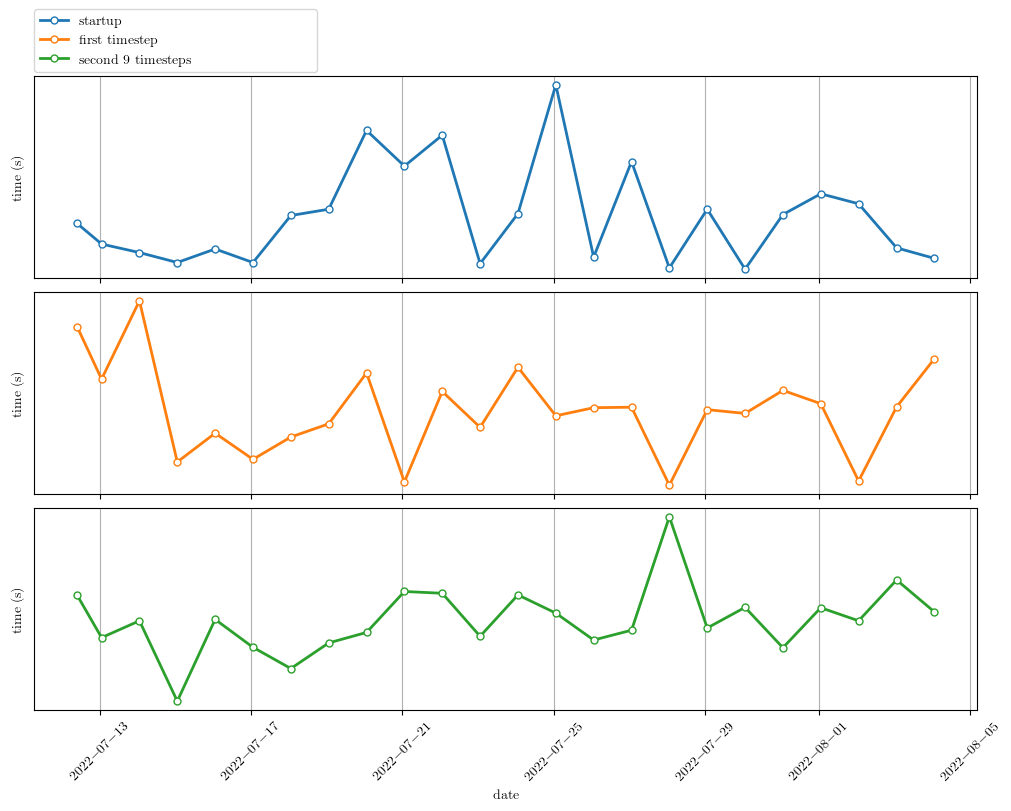 startup
first timestep
second 9 timesteps
time (s)
time (s)
time (s)
2022−07−13
2022−07−17
2022−07−21
2022−07−25
2022−07−29
2022−08−01
2022−08−05
date